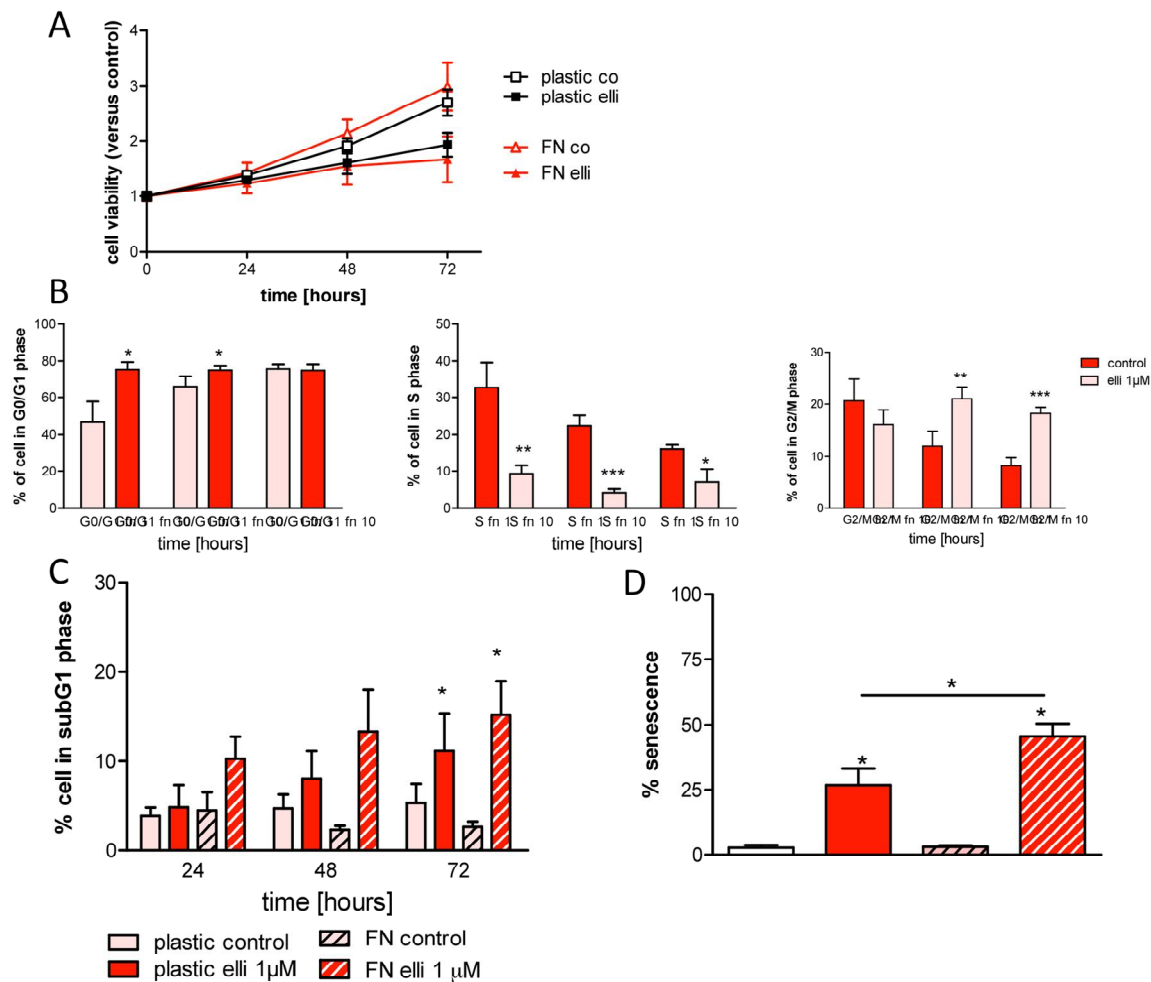 A
cell viability (versus control)
4
3
2
1
0
0 24 48 72
time [hours]
plastic co
plastic elli
FN co
FN elli
B
% of cell in G0/G1 phase
100
80
60
40
20
0
* *
fn 10
time [hours]
% of cell in S phase
50
40
30
20
10
0
** *** *
S fn 1S fn 10 S fn 1S fn 10 S fn 1S fn 10
time [hours]
% of cell in G2/M phase
30
20
10
0
** ***
time [hours]
control
elli 1µM
C
% cell in subG1 phase
30
20
10
0
* *
24 48 72
time [hours]
plastic control
FN control
plastic elli 1µM
FN elli 1 µM
D
% senescence
100
75
50
25
0
*
*
*